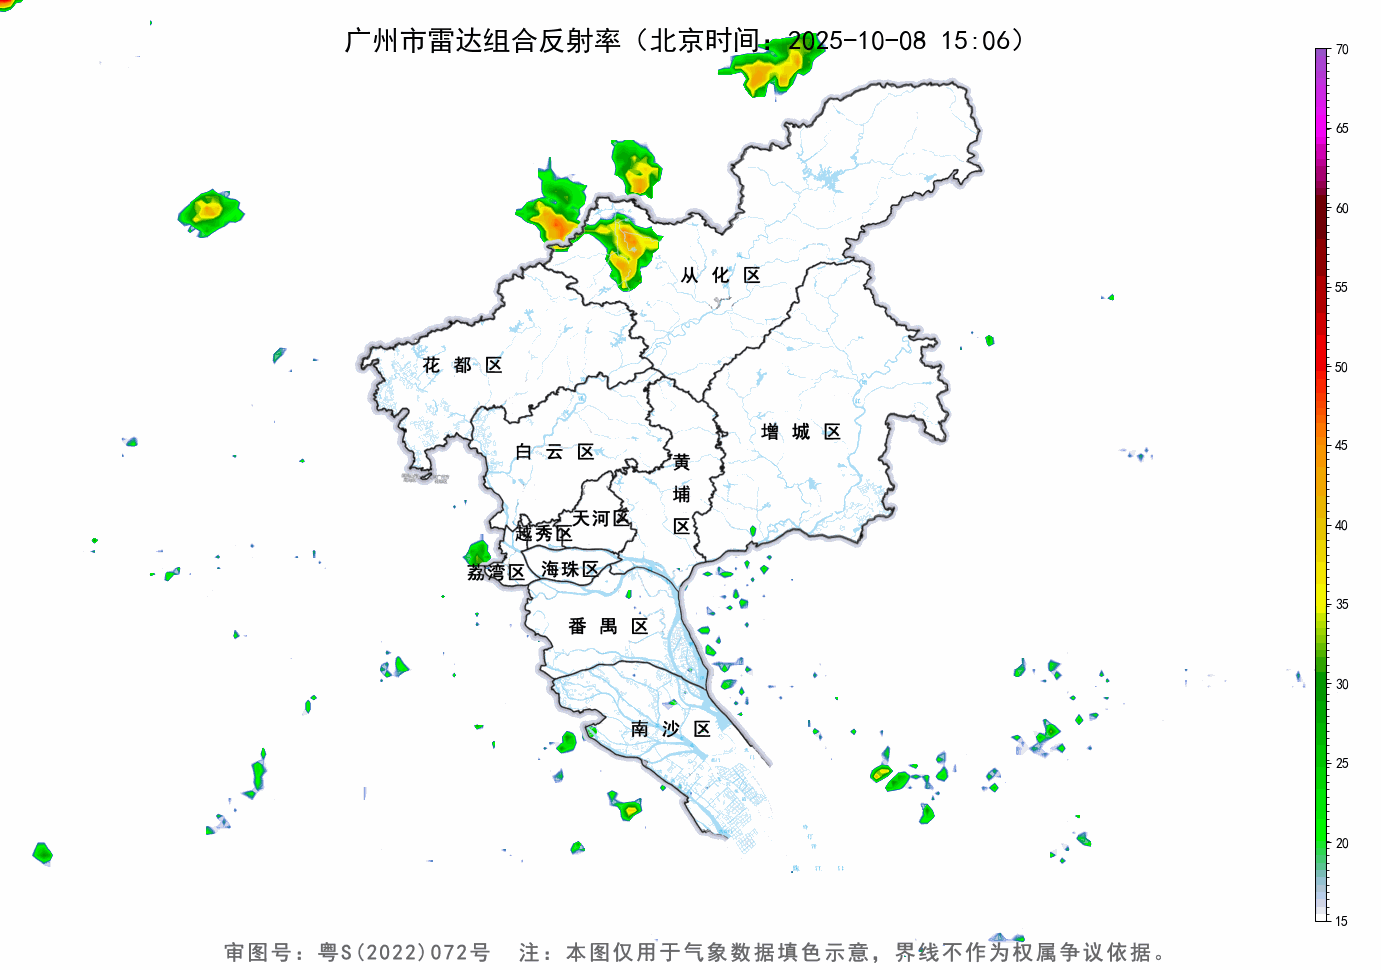 广州市雷达组合反射率（北京时间：2025-10-08 15:06）
70
65
60
55
50
45
40
35
30
25
20
15
从化区
花都区
增城区
白云区
黄埔区
天河区
越秀区
荔湾区
海珠区
番禺区
南沙区
审图号：粤S(2022)072号 注：本图仅用于气象数据填色示意，界线不作为权属争议依据。